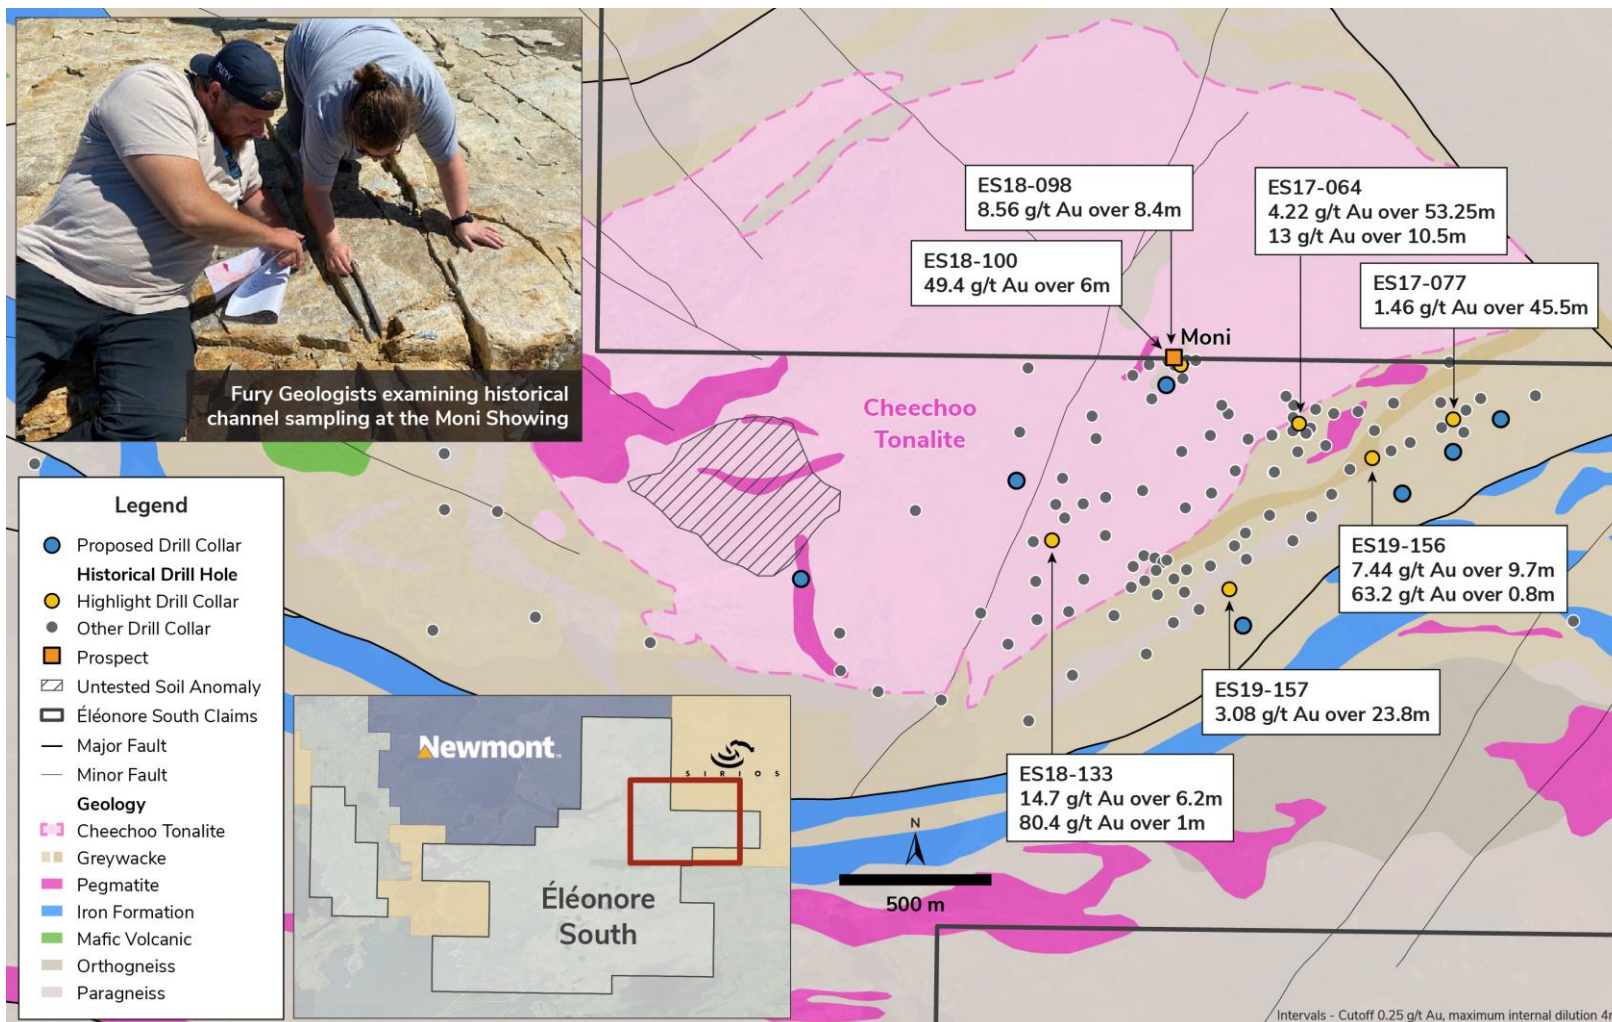 FURY
Fury Geologists examining historical
channel sampling at the Moni Showing
ES18-098
8.56 g/t Au over 8.4m
ES17-064
4.22 g/t Au over 53.25m
13 g/t Au over 10.5m
ES18-100
49.4 g/t Au over 6m
ES17-077
1.46 g/t Au over 45.5m
Moni
Cheechoo
Tonalite
ES19-156
7.44 g/t Au over 9.7m
63.2 g/t Au over 0.8m
ES19-157
3.08 g/t Au over 23.8m
ES18-133
14.7 g/t Au over 6.2m
80.4 g/t Au over 1m
Legend
Proposed Drill Collar
Historical Drill Hole
Highlight Drill Collar
Other Drill Collar
Prospect
Untested Soil Anomaly
Éléonore South Claims
Major Fault
Minor Fault
Geology
Cheechoo Tonalite
Greywacke
Pegmatite
Iron Formation
Mafic Volcanic
Orthogneiss
Paragneiss
Newmont™
SIRIOS
Éléonore
South
N
500 m
Intervals - Cutoff 0.25 g/t Au, maximum internal dilution 4m